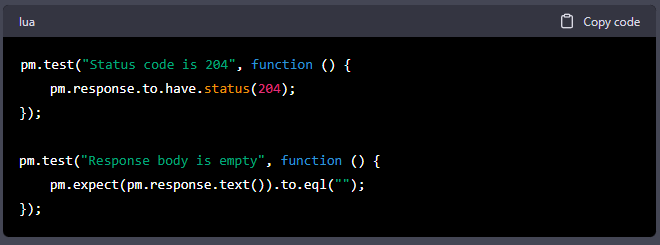 lua
Copy code
pm.test("Status code is 204", function () {
    pm.response.to.have.status(204);
});

pm.test("Response body is empty", function () {
    pm.expect(pm.response.text()).to.eql("");
});